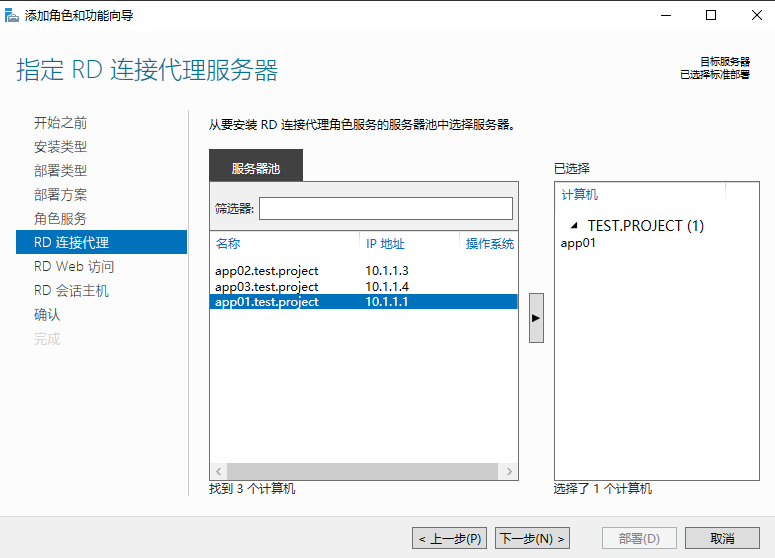 添加角色和功能向导
指定 RD 连接代理服务器
目标服务器
已选择标准部署
开始之前
安装类型
部署类型
部署方案
角色服务
RD 连接代理
RD Web 访问
RD 会话主机
确认
完成
从要安装 RD 连接代理角色服务的服务器池中选择服务器。
服务器池
筛选器:
名称 IP 地址 操作系统
app02.test.project 10.1.1.3
app03.test.project 10.1.1.4
app01.test.project 10.1.1.1
找到 3 个计算机
已选择
计算机
TEST.PROJECT (1)
app01
选择了 1 个计算机
< 上一步(P) 下一步(N) > 部署(D) 取消